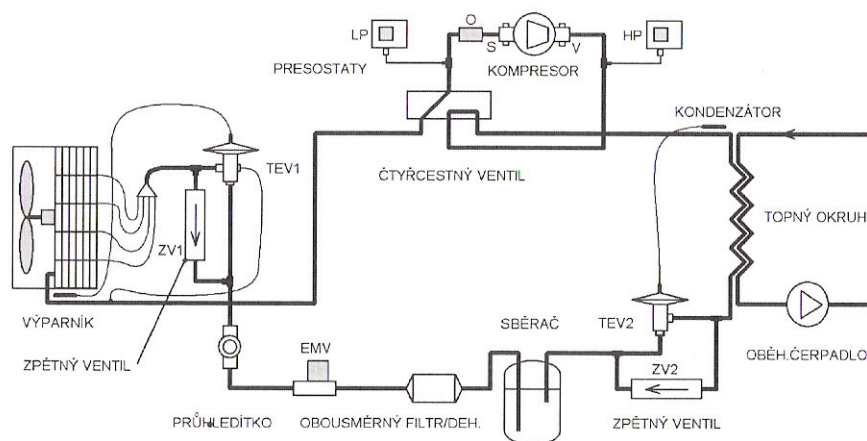 LP
O
HP
S
V
PRESOSTATY
KOMPRESOR
KONDENZÁTOR
TEV1
ČTYŘCESTNÝ VENTIL
TOPNÝ OKRUH
ZV1
VÝPARNÍK
SBĚRAČ
TEV2
EMV
OBĚH.ČERPADLO
ZPĚTNÝ VENTIL
ZV2
PRŮHLEDÍTKO
OBOUSMĚRNÝ FILTR/DEH.
ZPĚTNÝ VENTIL